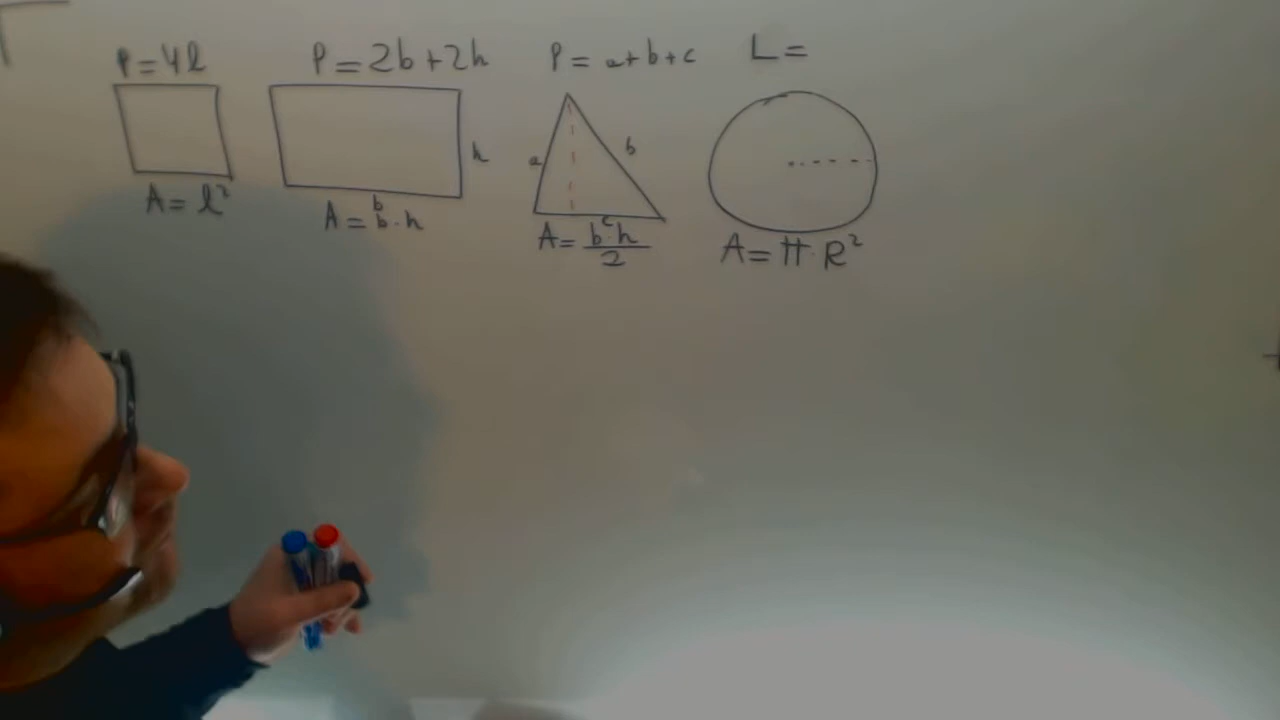 P = 4l
A = l²
P = 2b + 2h
h
b
A = b · h
P = a + b + c
a
b
c
A = b · h / 2
L =
A = π · R²